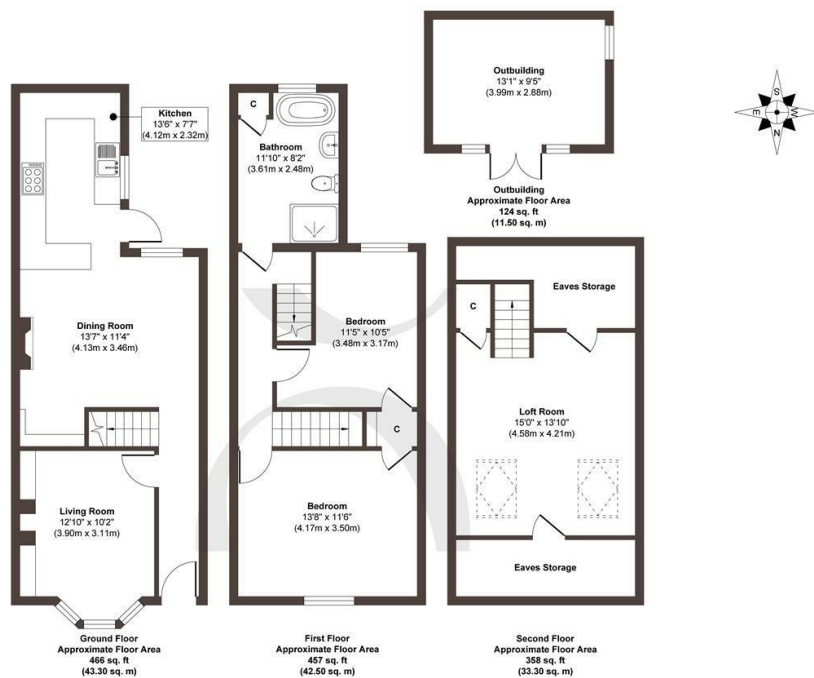 Kitchen
13'6" x 7'7"
(4.12m x 2.32m)
Dining Room
13'7" x 11'4"
(4.13m x 3.46m)
Living Room
12'10" x 10'2"
(3.90m x 3.11m)
Ground Floor
Approximate Floor Area
466 sq. ft
(43.30 sq. m)
C
Bathroom
11'10" x 8'2"
(3.61m x 2.48m)
Bedroom
11'5" x 10'5"
(3.48m x 3.17m)
C
Bedroom
13'8" x 11'6"
(4.17m x 3.50m)
First Floor
Approximate Floor Area
457 sq. ft
(42.50 sq. m)
Outbuilding
13'1" x 9'5"
(3.99m x 2.88m)
Outbuilding
Approximate Floor Area
124 sq. ft
(11.50 sq. m)
Eaves Storage
C
Loft Room
15'0" x 13'10"
(4.58m x 4.21m)
Eaves Storage
Second Floor
Approximate Floor Area
358 sq. ft
(33.30 sq. m)
S
E
W
N